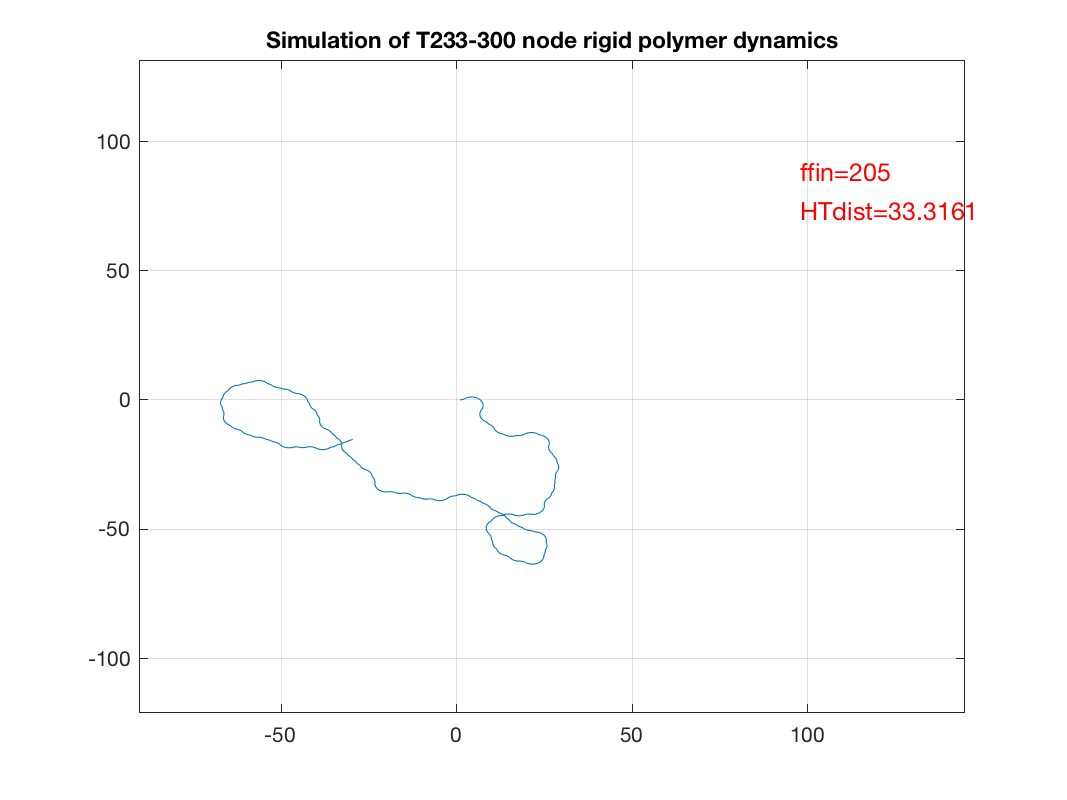 Simulation of T233-300 node rigid polymer dynamics
100
ffin=205
HTdist=33.3161
50
0
-50
-100
-50 0 50 100